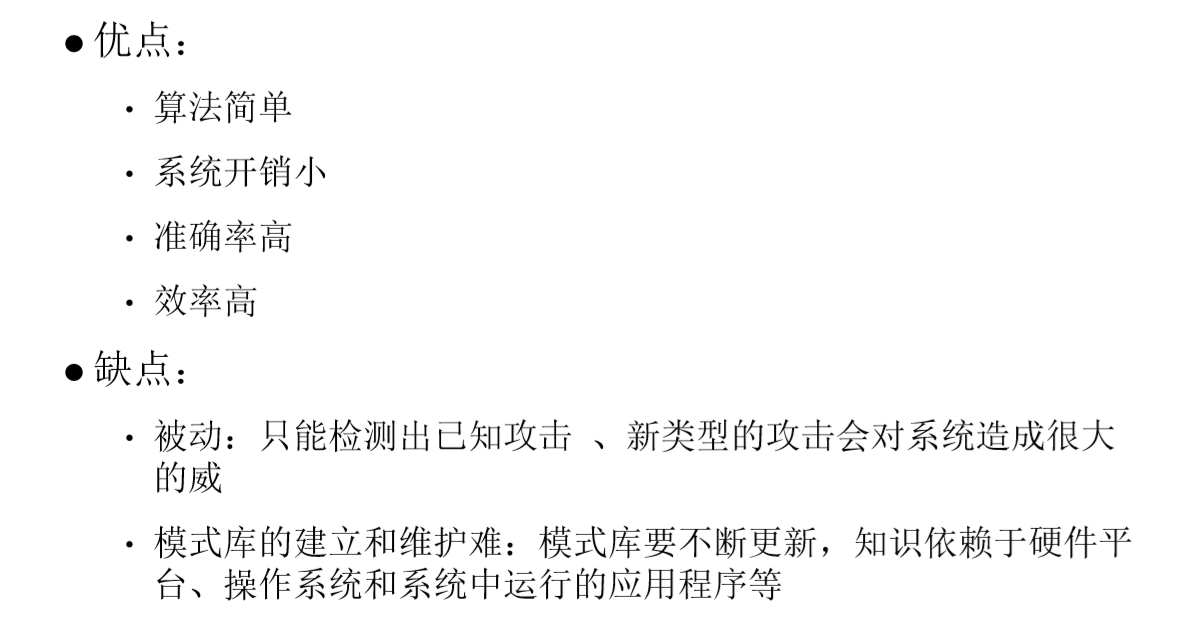 ● 优点：
• 算法简单
• 系统开销小
• 准确率高
• 效率高
● 缺点：
• 被动：只能检测出已知攻击 、新类型的攻击会对系统造成很大
的威
• 模式库的建立和维护难：模式库要不断更新，知识依赖于硬件平
台、操作系统和系统中运行的应用程序等